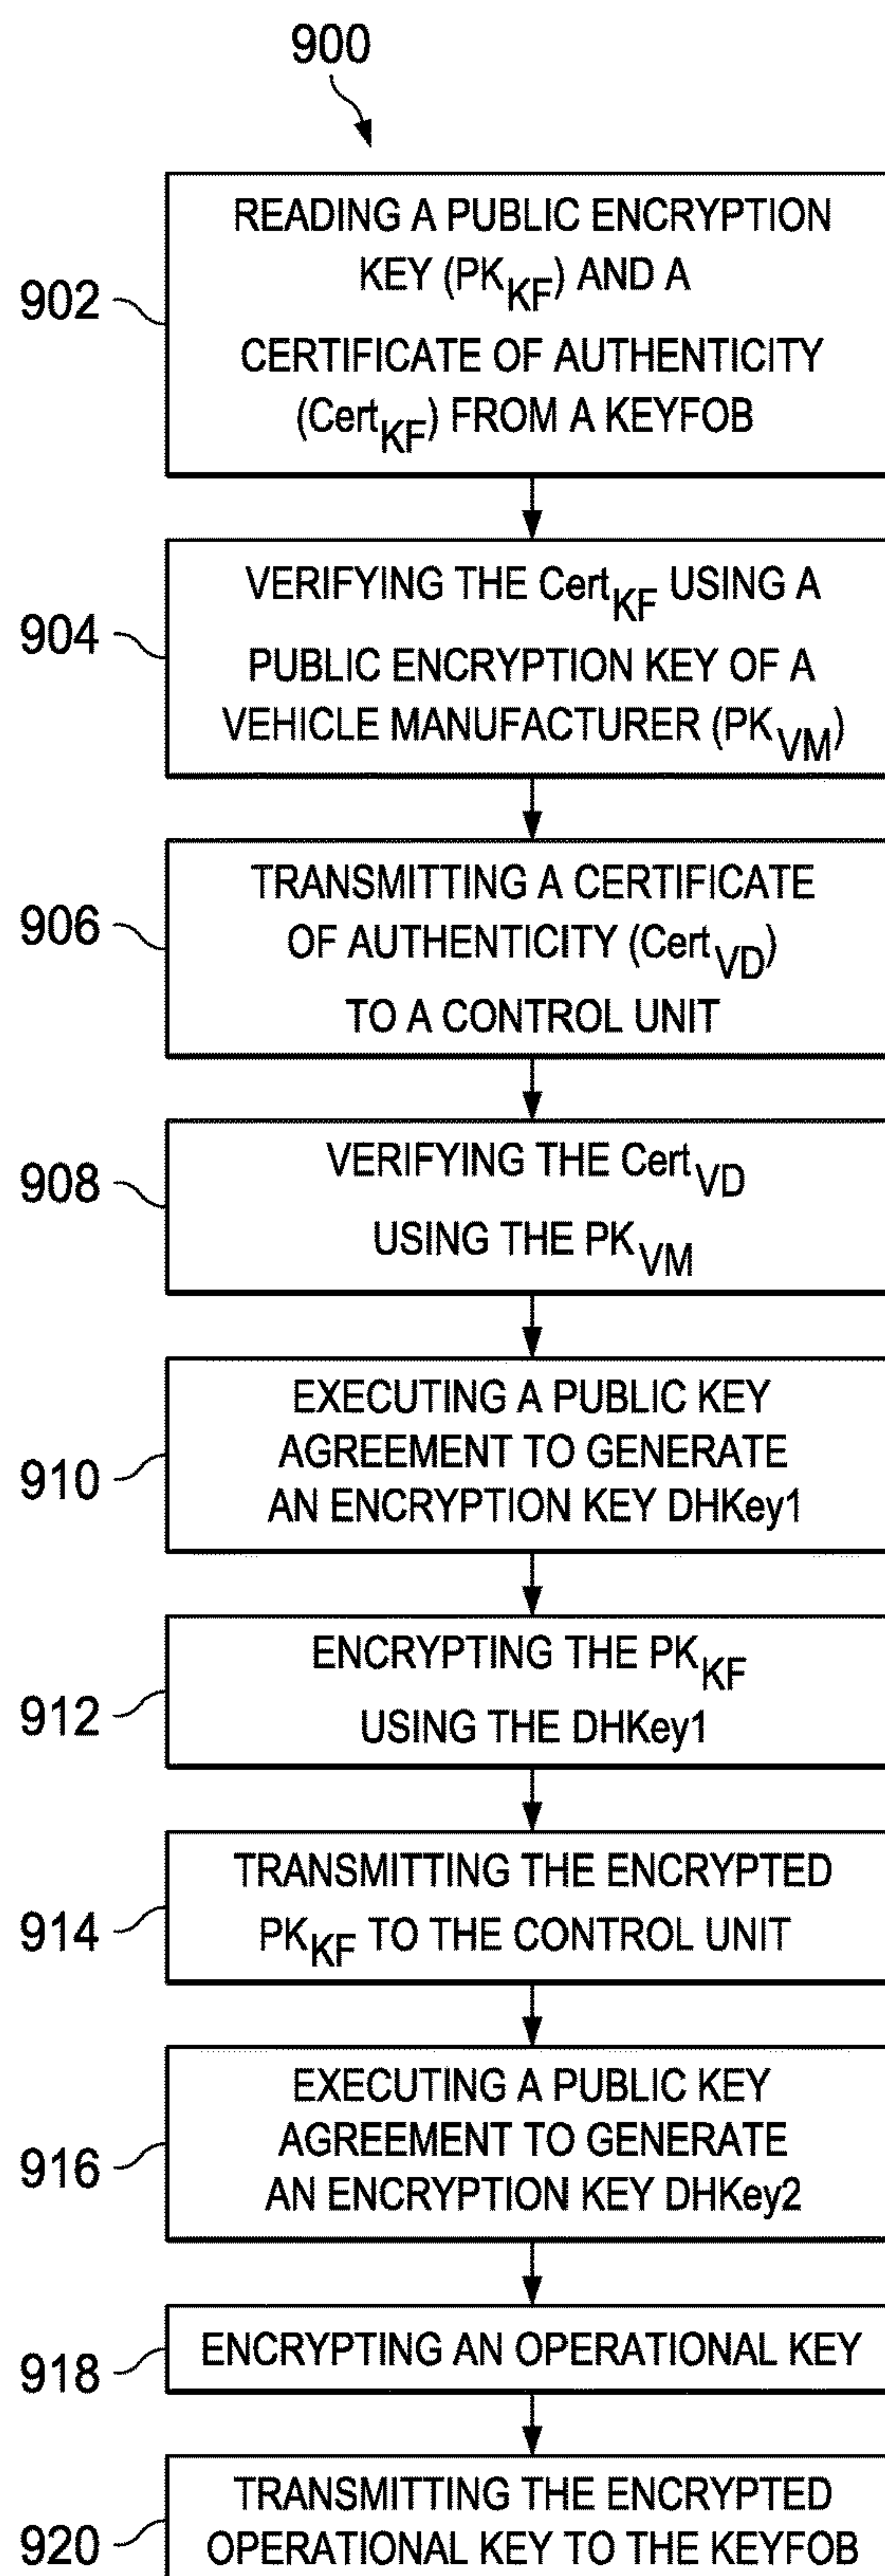 900
902
READING A PUBLIC ENCRYPTION
KEY (PKKF) AND A
CERTIFICATE OF AUTHENTICITY
(CertKF) FROM A KEYFOB
904
VERIFYING THE CertKF USING A
PUBLIC ENCRYPTION KEY OF A
VEHICLE MANUFACTURER (PKVM)
906
TRANSMITTING A CERTIFICATE
OF AUTHENTICITY (CertVD)
TO A CONTROL UNIT
908
VERIFYING THE CertVD
USING THE PKVM
910
EXECUTING A PUBLIC KEY
AGREEMENT TO GENERATE
AN ENCRYPTION KEY DHKey1
912
ENCRYPTING THE PKKF
USING THE DHKey1
914
TRANSMITTING THE ENCRYPTED
PKKF TO THE CONTROL UNIT
916
EXECUTING A PUBLIC KEY
AGREEMENT TO GENERATE
AN ENCRYPTION KEY DHKey2
918
ENCRYPTING AN OPERATIONAL KEY
920
TRANSMITTING THE ENCRYPTED
OPERATIONAL KEY TO THE KEYFOB